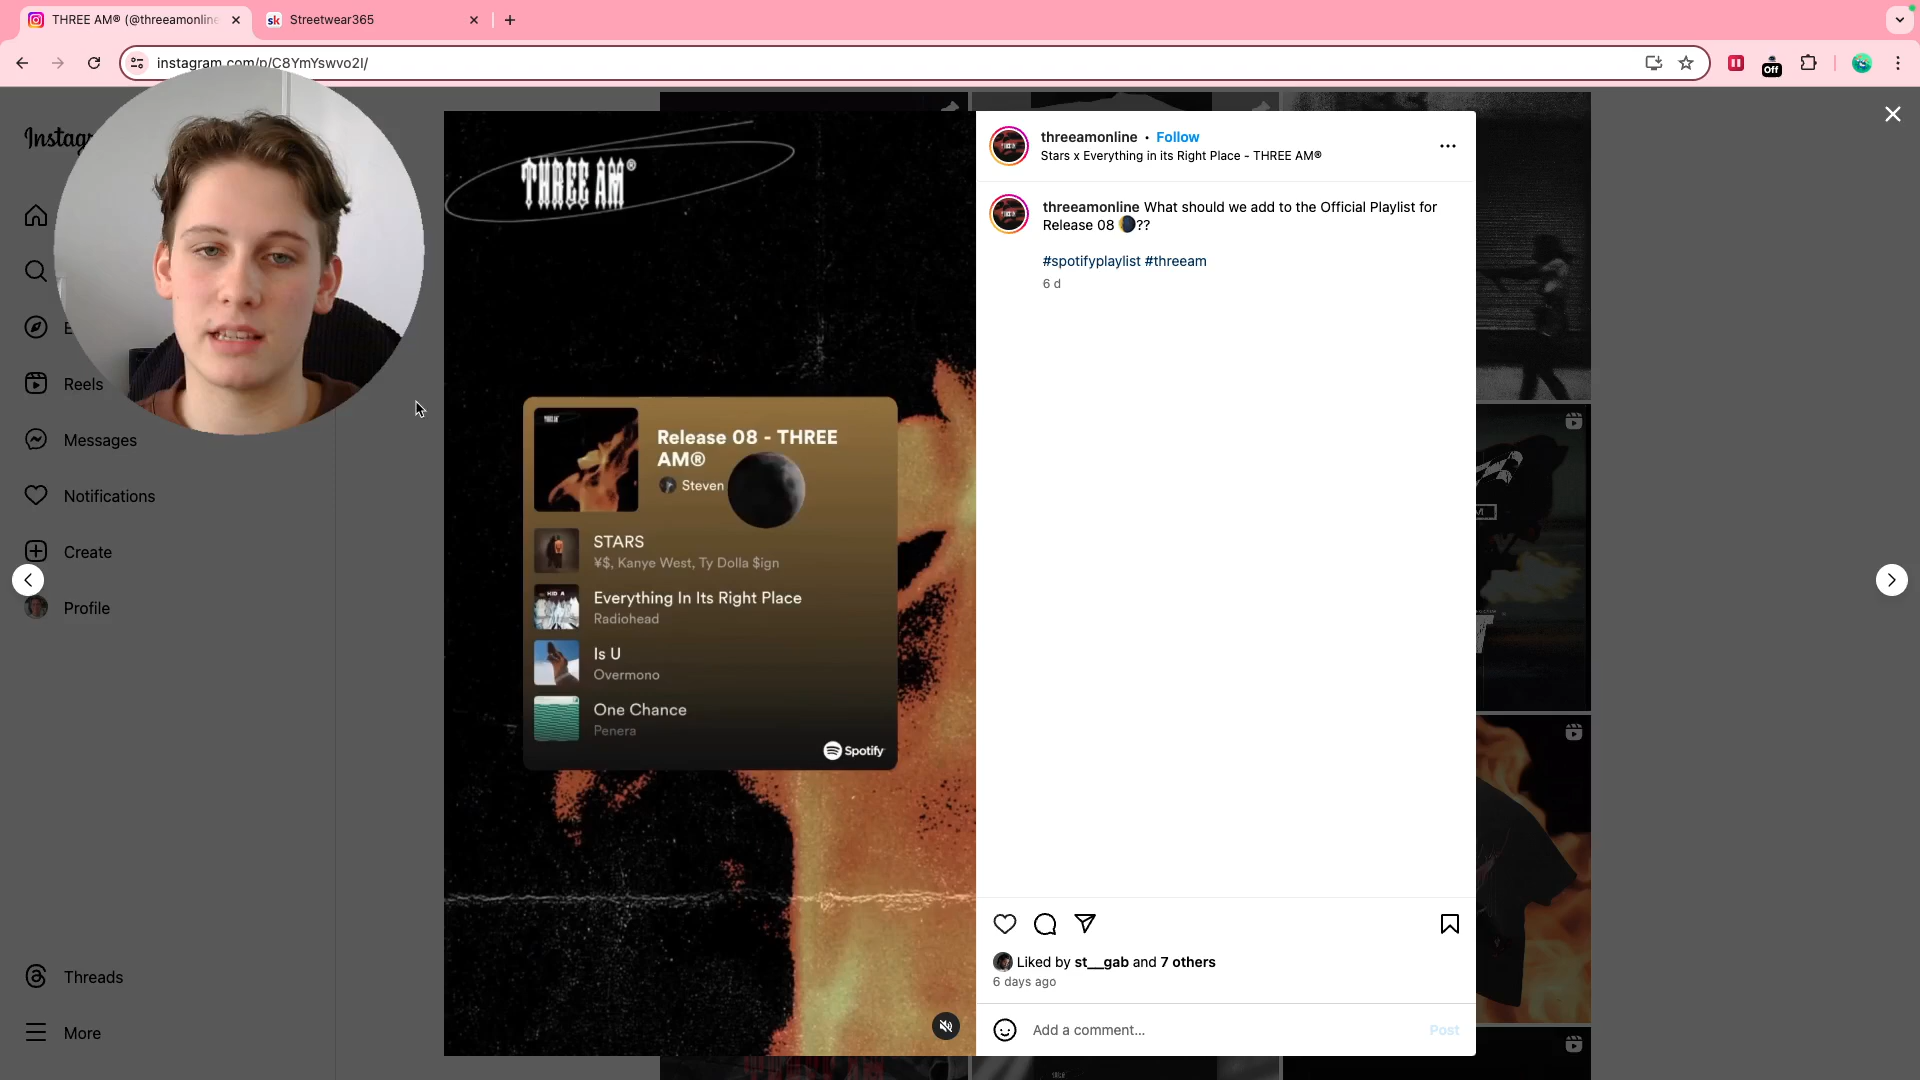 THREE AM® (@threeamonline
Streetwear365
instagram.com/p/C8YmYswvo2I/
Off
Instag
E
Reels
Messages
Notifications
Create
Profile
Threads
More
THREE AM®
Release 08 - THREE
AM®
Steven
STARS
¥$, Kanye West, Ty Dolla $ign
Everything In Its Right Place
Radiohead
Is U
Overmono
One Chance
Penera
Spotify
threeamonline • Follow
Stars x Everything in its Right Place - THREE AM®
threeamonline What should we add to the Official Playlist for
Release 08 🌘??
#spotifyplaylist #threeam
6 d
Liked by st__gab and 7 others
6 days ago
Add a comment...
Post